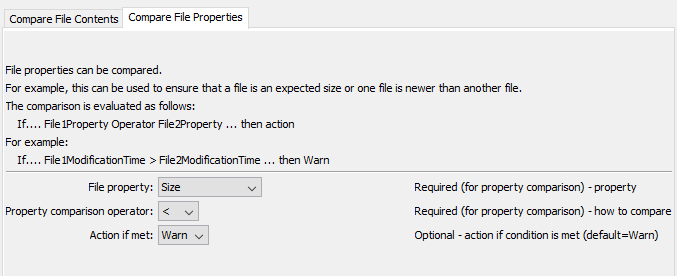 Compare File Contents Compare File Properties
File properties can be compared.
For example, this can be used to ensure that a file is an expected size or one file is newer than another file.
The comparison is evaluated as follows:
If.... File1Property Operator File2Property ... then action
For example:
If.... File1ModificationTime > File2ModificationTime ... then Warn
File property: Size Required (for property comparison) - property
Property comparison operator: < Required (for property comparison) - how to compare
Action if met: Warn Optional - action if condition is met (default=Warn)